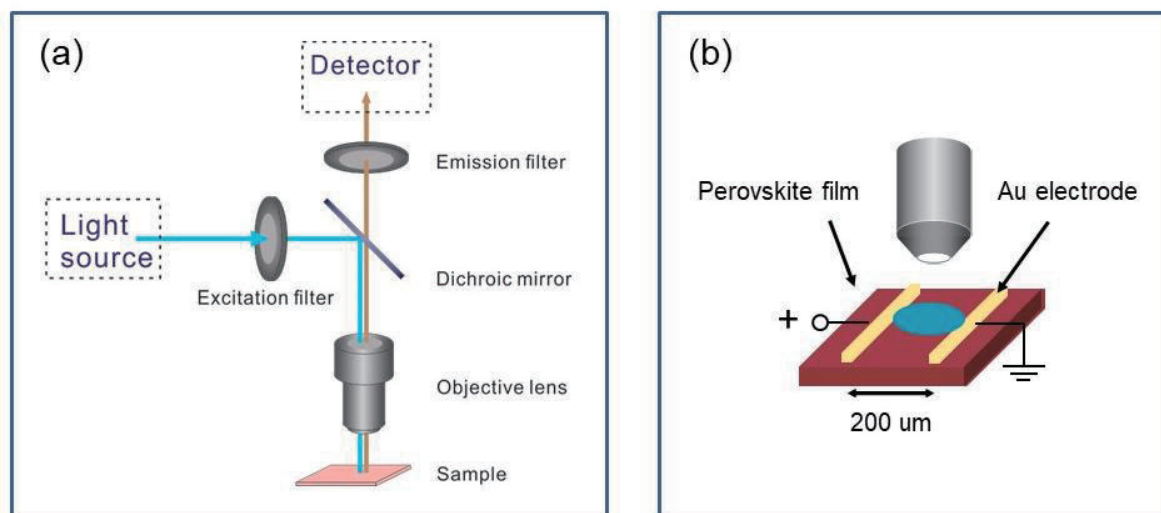 (a)
Detector
Emission filter
Light
source
Excitation filter
Dichroic mirror
Objective lens
Sample
(b)
Perovskite film
Au electrode
+
200 um